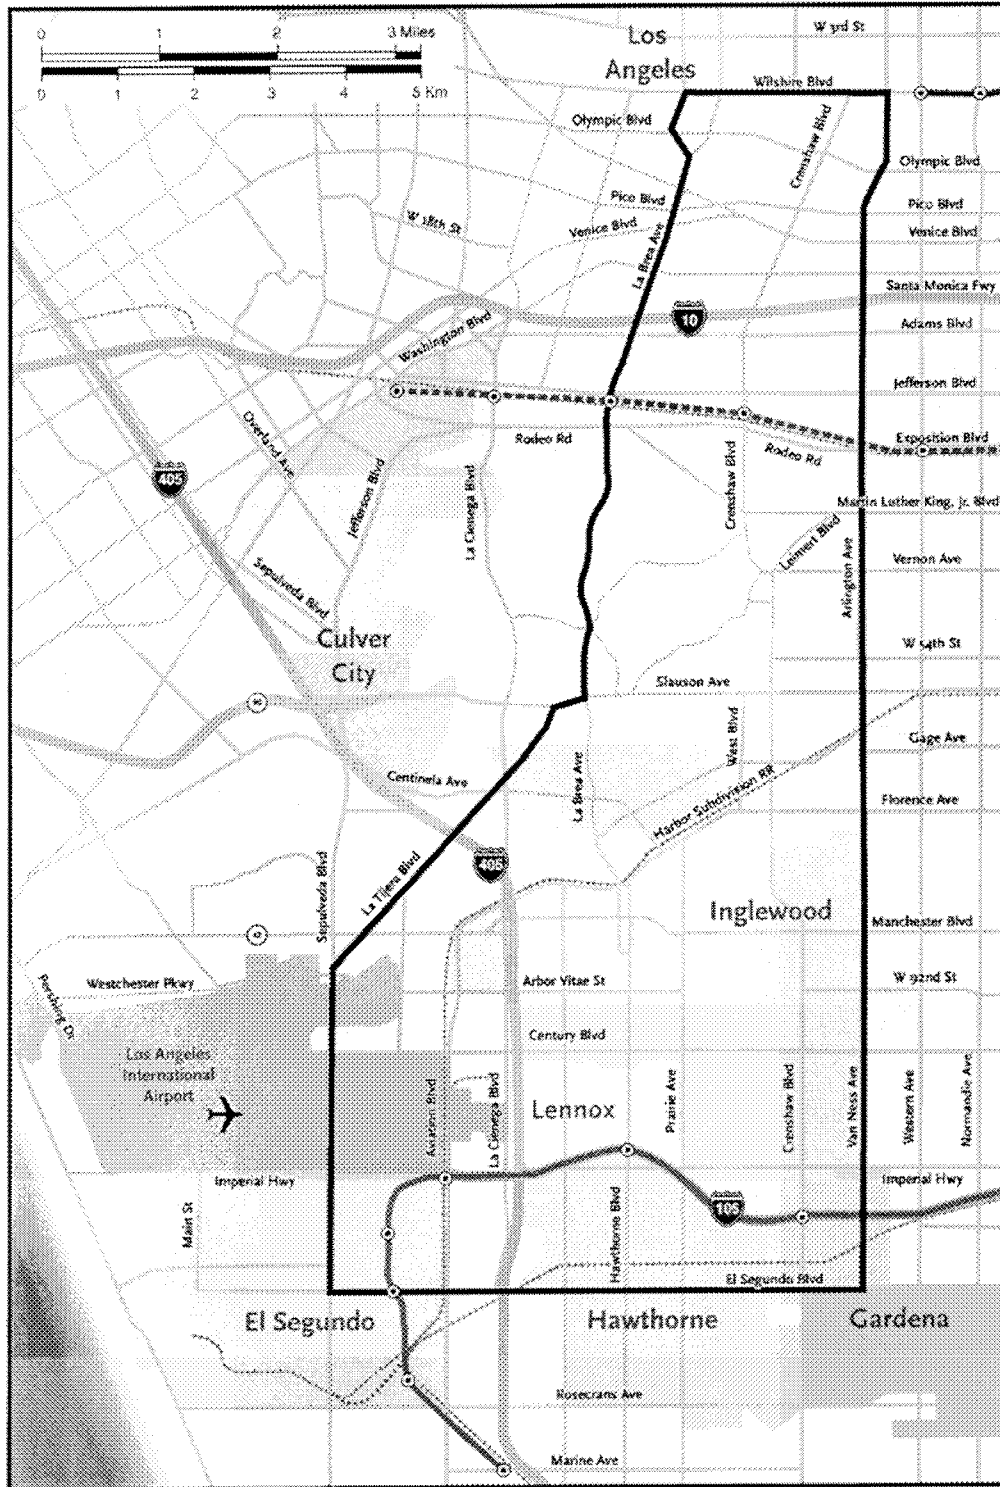 0 1 2 3 Miles
0 1 2 3 4 5 Km
Los
Angeles
W 3rd St
Wilshire Blvd
Olympic Blvd
Crenshaw Blvd
Olympic Blvd
Pico Blvd
Pico Blvd
W 18th St
Venice Blvd
Venice Blvd
La Brea Ave
Santa Monica Fwy
10
Adams Blvd
Washington Blvd
Jefferson Blvd
Rodeo Rd
Exposition Blvd
Rodeo Rd
Overland Ave
405
Jefferson Blvd
La Cienega Blvd
Crenshaw Blvd
Martin Luther King, Jr. Blvd
Leimert Blvd
Arlington Ave
Vernon Ave
Sepulveda Blvd
Culver
City
W 54th St
Slauson Ave
West Blvd
Gage Ave
Centinela Ave
La Brea Ave
Harbor Subdivision RR
Florence Ave
405
La Tijera Blvd
Sepulveda Blvd
Inglewood
Manchester Blvd
Westchester Pkwy
Pershing Dr
Arbor Vitae St
W 92nd St
Century Blvd
Los Angeles
International
Airport
Aviation Blvd
La Cienega Blvd
Lennox
Prairie Ave
Crenshaw Blvd
Van Ness Ave
Western Ave
Normandie Ave
Imperial Hwy
Imperial Hwy
Main St
Hawthorne Blvd
105
El Segundo Blvd
El Segundo
Hawthorne
Gardena
Rosecrans Ave
Marine Ave